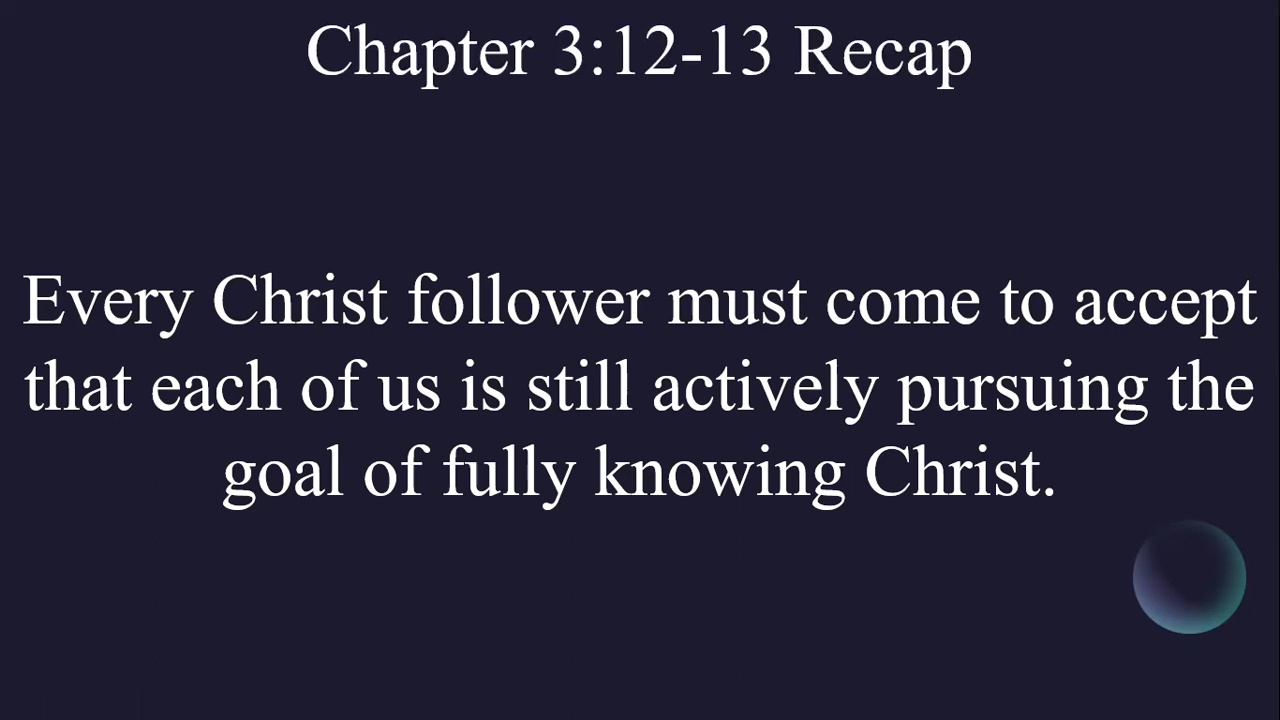 Chapter 3:12-13 Recap
Every Christ follower must come to accept
that each of us is still actively pursuing the
goal of fully knowing Christ.